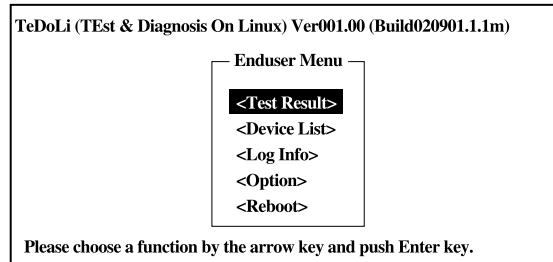 TeDoLi (TEst & Diagnosis On Linux) Ver001.00 (Build020901.1.1m)
Enduser Menu
<Test Result>
<Device List>
<Log Info>
<Option>
<Reboot>
Please choose a function by the arrow key and push Enter key.